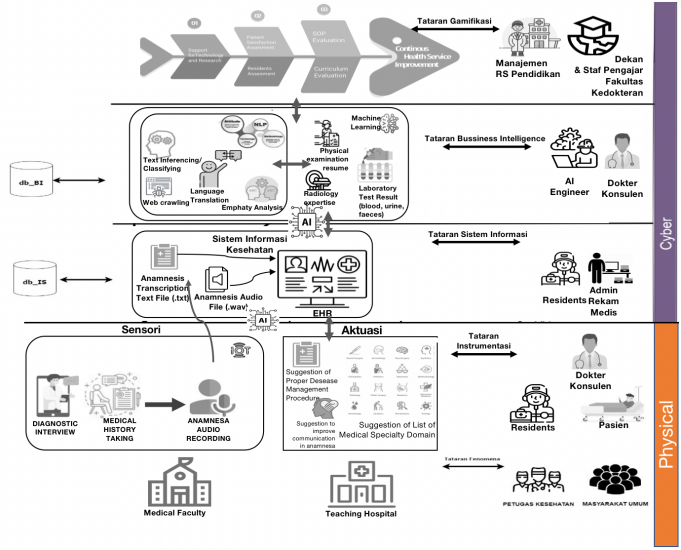 01
02
03
Support
forTechnology
and Research
Patient
Satisfaction
Assessment
Residents
Assessment
SOP
Evaluation
Curriculum
Evaluation
Continous
Health Service
Improvement
Tataran Gamifikasi
Manajemen
RS Pendidikan
Dekan
& Staf Pengajar
Fakultas
Kedokteran
Cyber
db_BI
NLP
Text Inferencing/
Classifying
Web crawling
Language
Translation
Emphaty Analysis
Physical
examination
resume
Machine
Learning
Radiology
expertise
Laboratory
Test Result
(blood, urine,
faeces)
AI
Tataran Bussiness Intelligence
AI
Engineer
Dokter
Konsulen
db_IS
Sistem Informasi
Kesehatan
Anamnesis
Transcription
Text File (.txt)
Anamnesis Audio
File (.wav)
EHR
AI
Tataran Sistem Informasi
Residents
Admin
Rekam
Medis
Sensori
IOT
DIAGNOSTIC
INTERVIEW
MEDICAL
HISTORY
TAKING
ANAMNESA
AUDIO
RECORDING
Aktuasi
Suggestion of
Proper Desease
Management
Procedure
Suggestion to
improve
communication
in anamnesa
Suggestion of List of
Medical Specialty Domain
Tataran
Instrumentasi
Dokter
Konsulen
Residents
Pasien
Physical
Medical Faculty
Teaching Hospital
Tataran Fenomena
PETUGAS KESEHATAN
MASYARAKAT UMUM